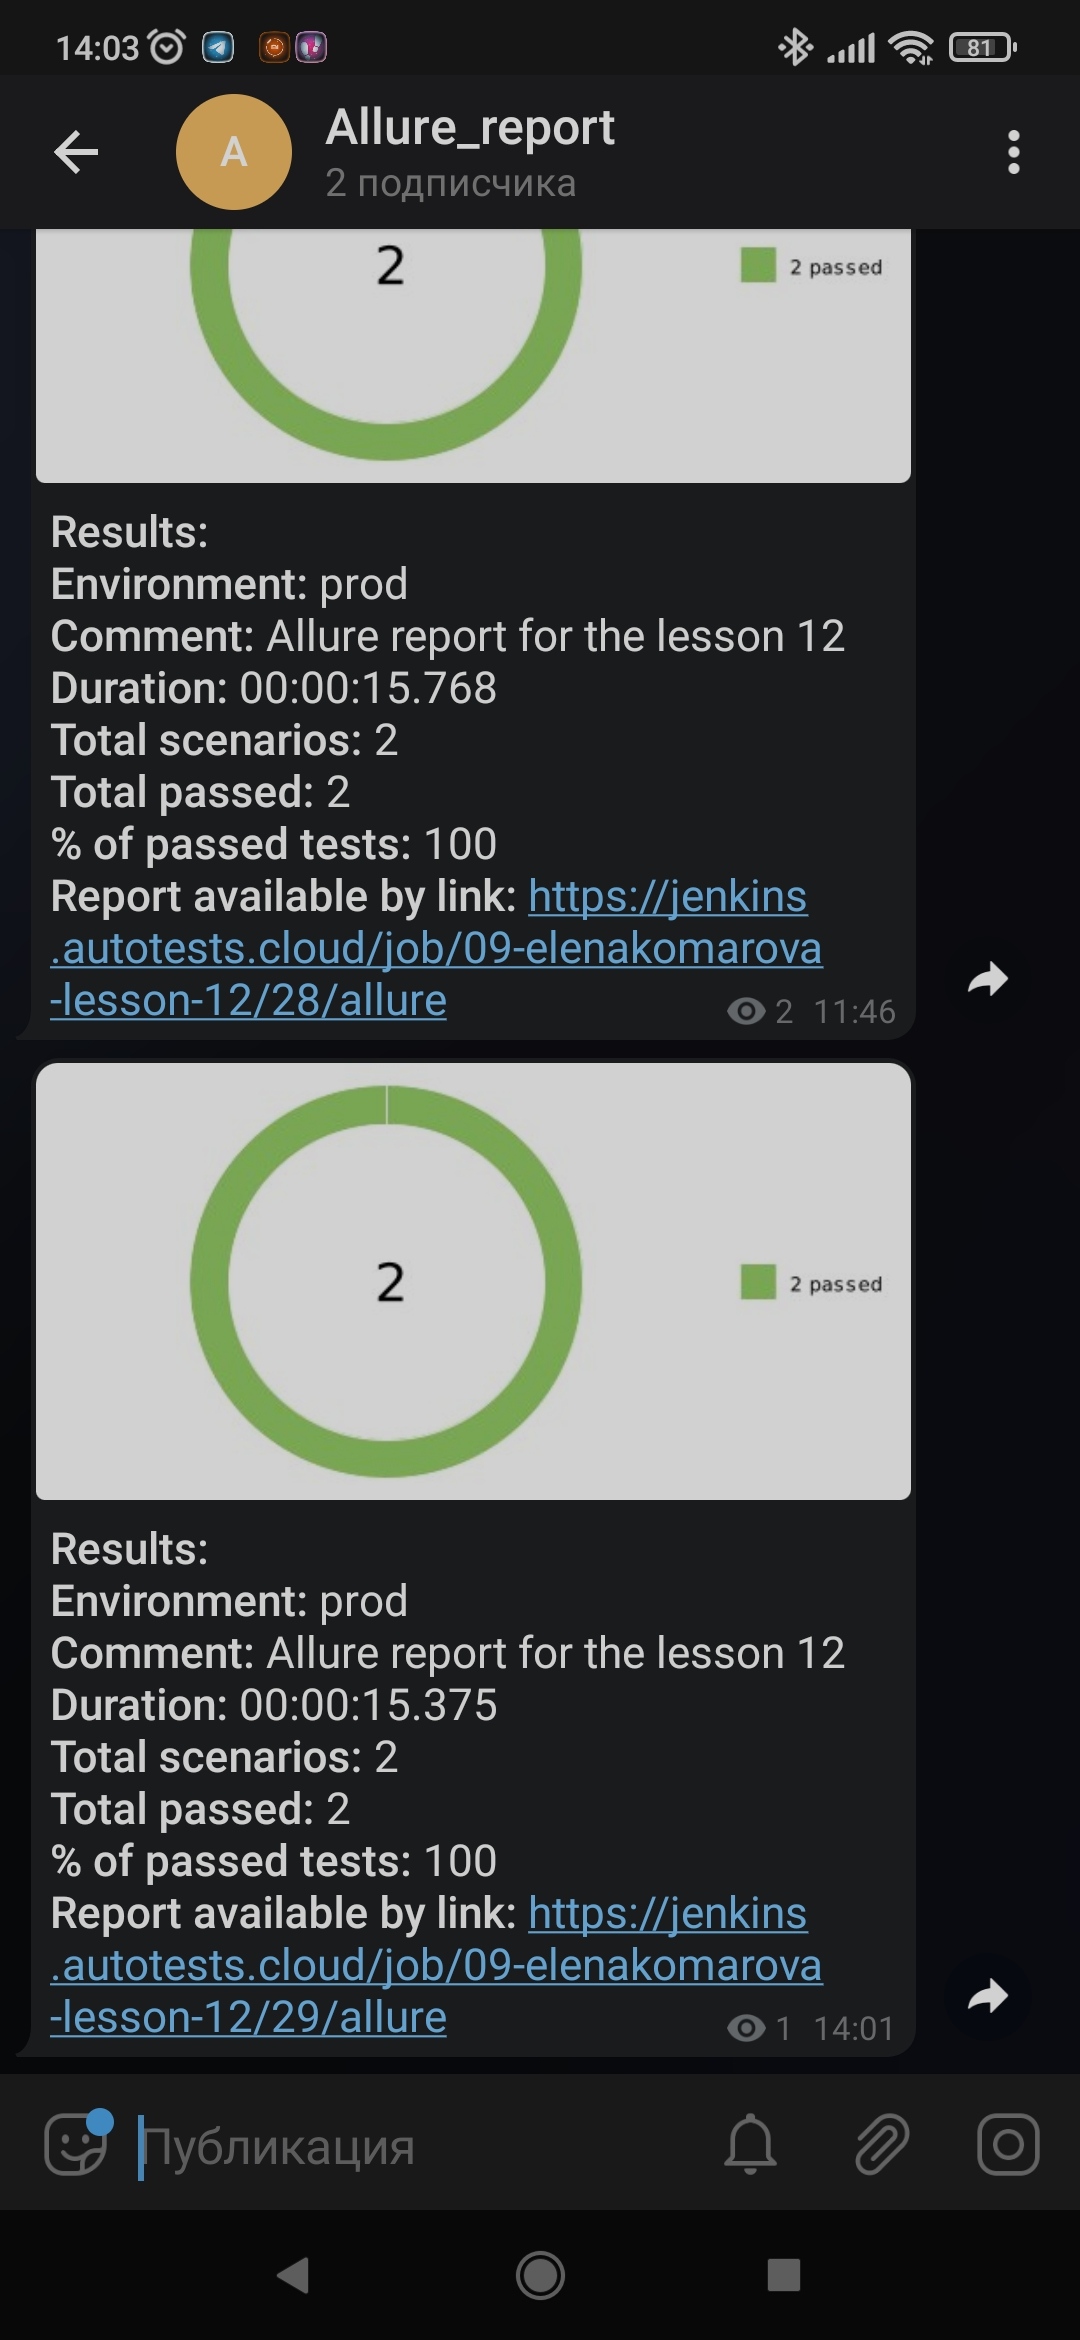 14:03
81
A
Allure_report
2 подписчика
2
2 passed
Results:
Environment: prod
Comment: Allure report for the lesson 12
Duration: 00:00:15.768
Total scenarios: 2
Total passed: 2
% of passed tests: 100
Report available by link: https://jenkins
.autotests.cloud/job/09-elenakomarova
-lesson-12/28/allure
2 11:46
2
2 passed
Results:
Environment: prod
Comment: Allure report for the lesson 12
Duration: 00:00:15.375
Total scenarios: 2
Total passed: 2
% of passed tests: 100
Report available by link: https://jenkins
.autotests.cloud/job/09-elenakomarova
-lesson-12/29/allure
1 14:01
Публикация